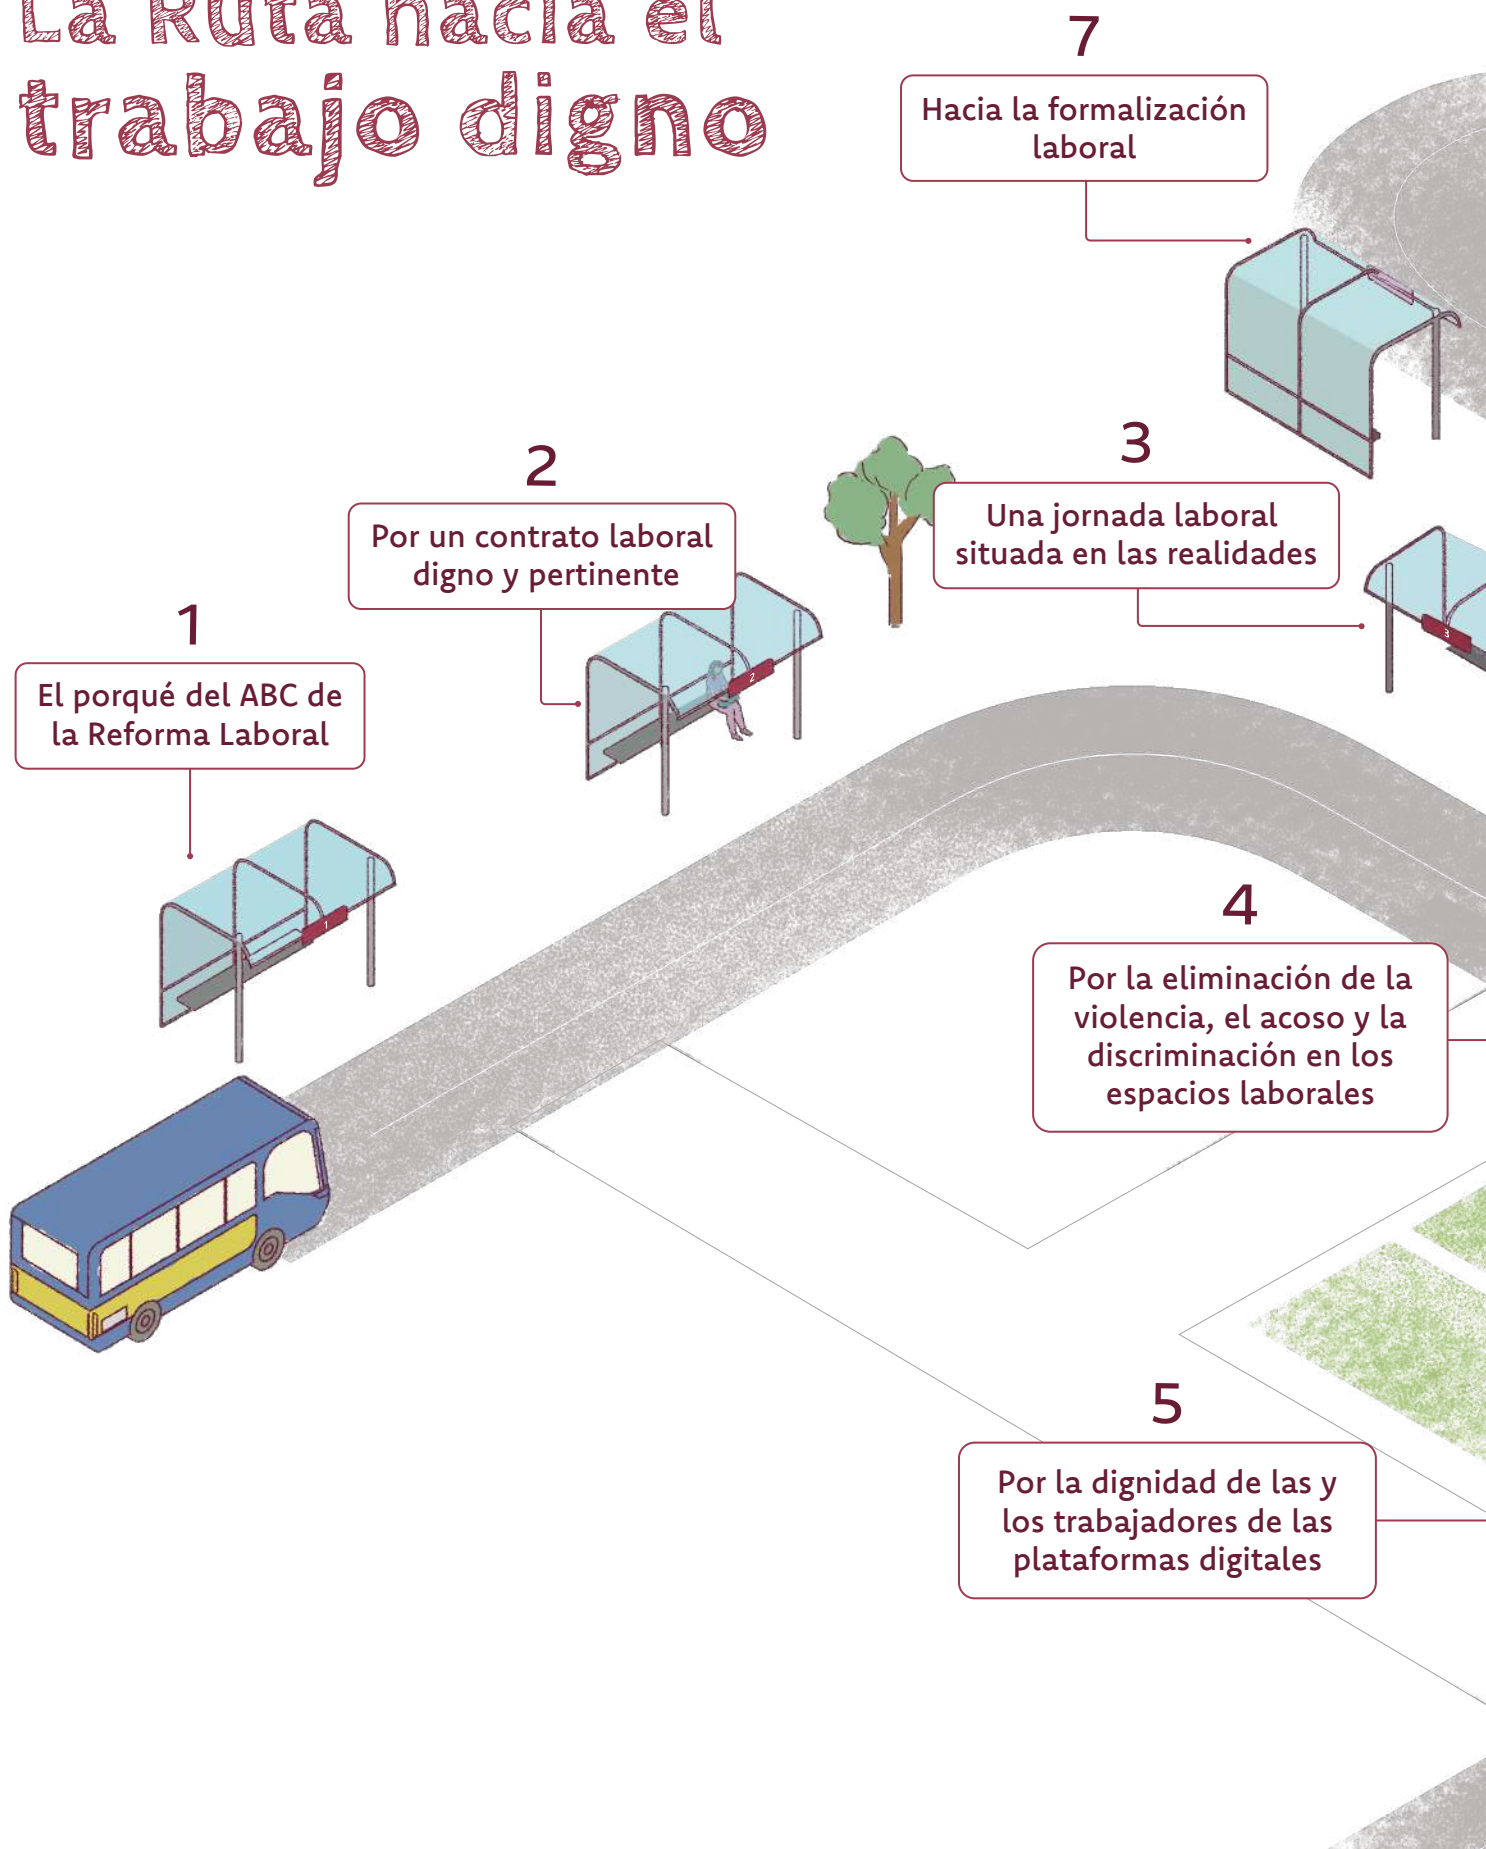 La Ruta hacia el
trabajo digno
7
Hacia la formalización
laboral
3
Una jornada laboral
situada en las realidades
2
Por un contrato laboral
digno y pertinente
1
El porqué del ABC de
la Reforma Laboral
3
2
1
4
Por la eliminación de la
violencia, el acoso y la
discriminación en los
espacios laborales
5
Por la dignidad de las y
los trabajadores de las
plataformas digitales